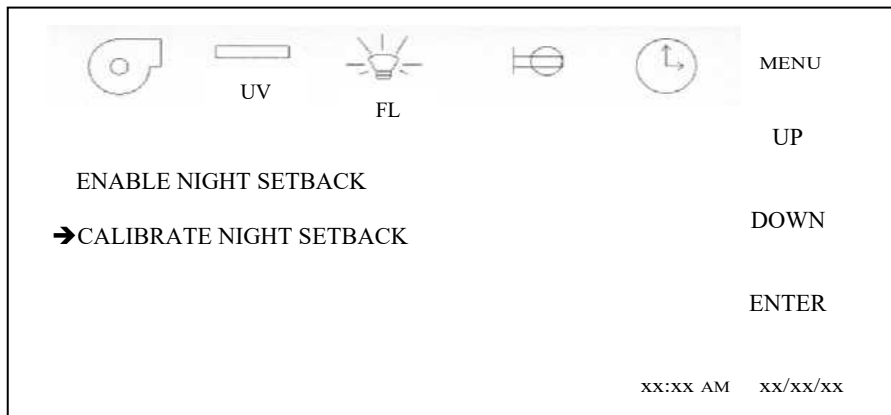 MENU
UV
FL
UP
ENABLE NIGHT SETBACK
DOWN
➔CALIBRATE NIGHT SETBACK
ENTER
xx:xx AM xx/xx/xx